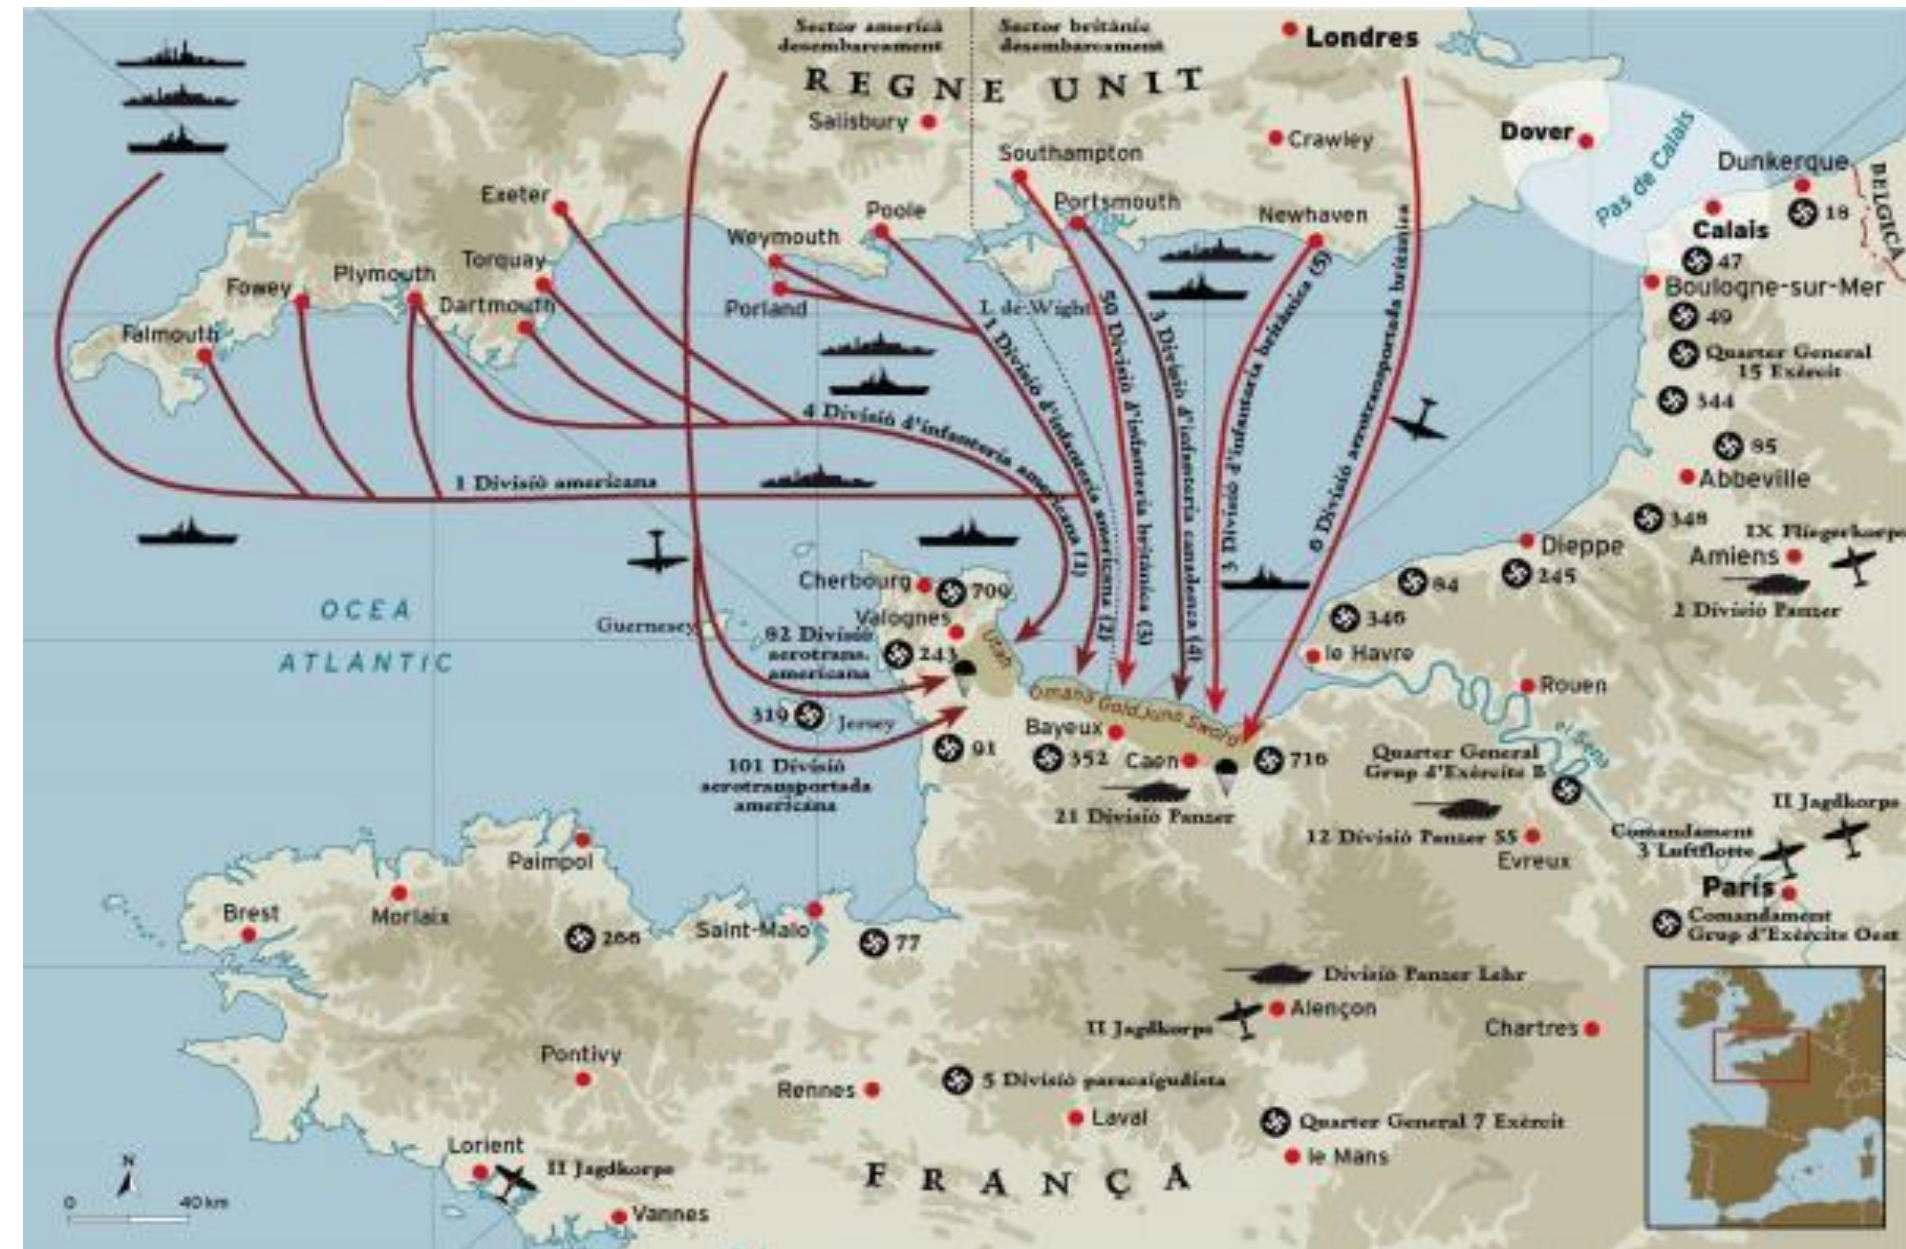 Sector americà
desembarcament
Sector britànic
desembarcament
Londres
REGNE UNIT
Salisbury
Crawley
Dover
Pas de Calais
Dunkerque
BELGICA
18
Calais
47
Boulogne-sur-Mer
49
Quarter General
15 Exèrcit
344
85
Abbeville
348
IX Fliegerkorps
Amiens
2 Divisió Panzer
Southampton
Portsmouth
Newhaven
Exeter
Poole
Weymouth
Porland
Torquay
Plymouth
Dartmouth
Fowey
Falmouth
I. de Wight
4 Divisió d'infanteria americana (1)
1 Divisió d'infanteria americana (2)
50 Divisió d'infanteria britànica (3)
3 Divisió d'infanteria canadenca (4)
3 Divisió d'infantaria britànica (5)
6 Divisió aerotransportada britànica
1 Divisió americana
OCEA
ATLANTIC
Dieppe
245
84
346
le Havre
Rouen
el Sena
Cherbourg
709
Valognes
Guernesey
82 Divisió
aerotrans.
americana
243
Utah
319
Jersey
91
Omaha
Gold
Juno
Sword
Bayeux
352
Caen
716
101 Divisió
aerotransportada
americana
21 Divisió Panzer
Quarter General
Grup d'Exèrcits B
12 Divisió Panzer SS
Evreux
II Jagdkorps
Comandament
3 Luftflotte
París
Comandament
Grup d'Exèrcits Oest
Paimpol
Brest
Morlaix
266
Saint-Malo
77
Divisió Panzer Lehr
II Jagdkorps
Alençon
Chartres
Pontivy
Rennes
5 Divisió paracaigudista
Laval
Quarter General 7 Exèrcit
le Mans
Lorient
II Jagdkorps
Vannes
FRANÇA
N
0
40 km